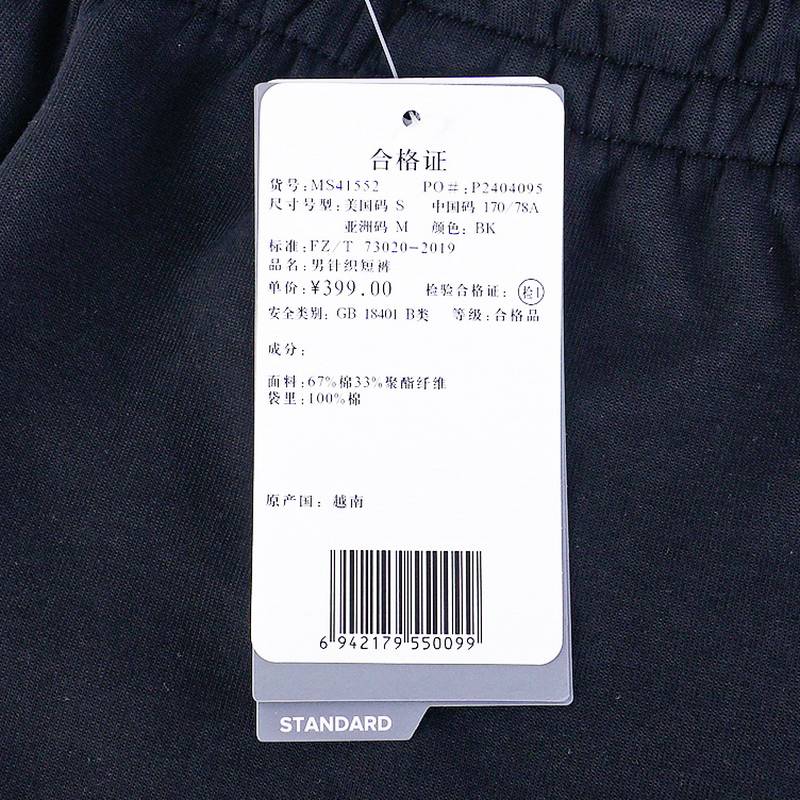 合格证
货号:MS41552 PO#:P2404095
尺寸号型:美国码 S 中国码 170/78A
亚洲码 M 颜色: BK
标准:FZ/T 73020-2019
品名:男针织短裤
单价:¥399.00 检验合格证: 检1
安全类别: GB 18401 B类 等级:合格品
成分:
面料:67%棉33%聚酯纤维
袋里:100%棉
原产国: 越南
6 942179 550099
STANDARD